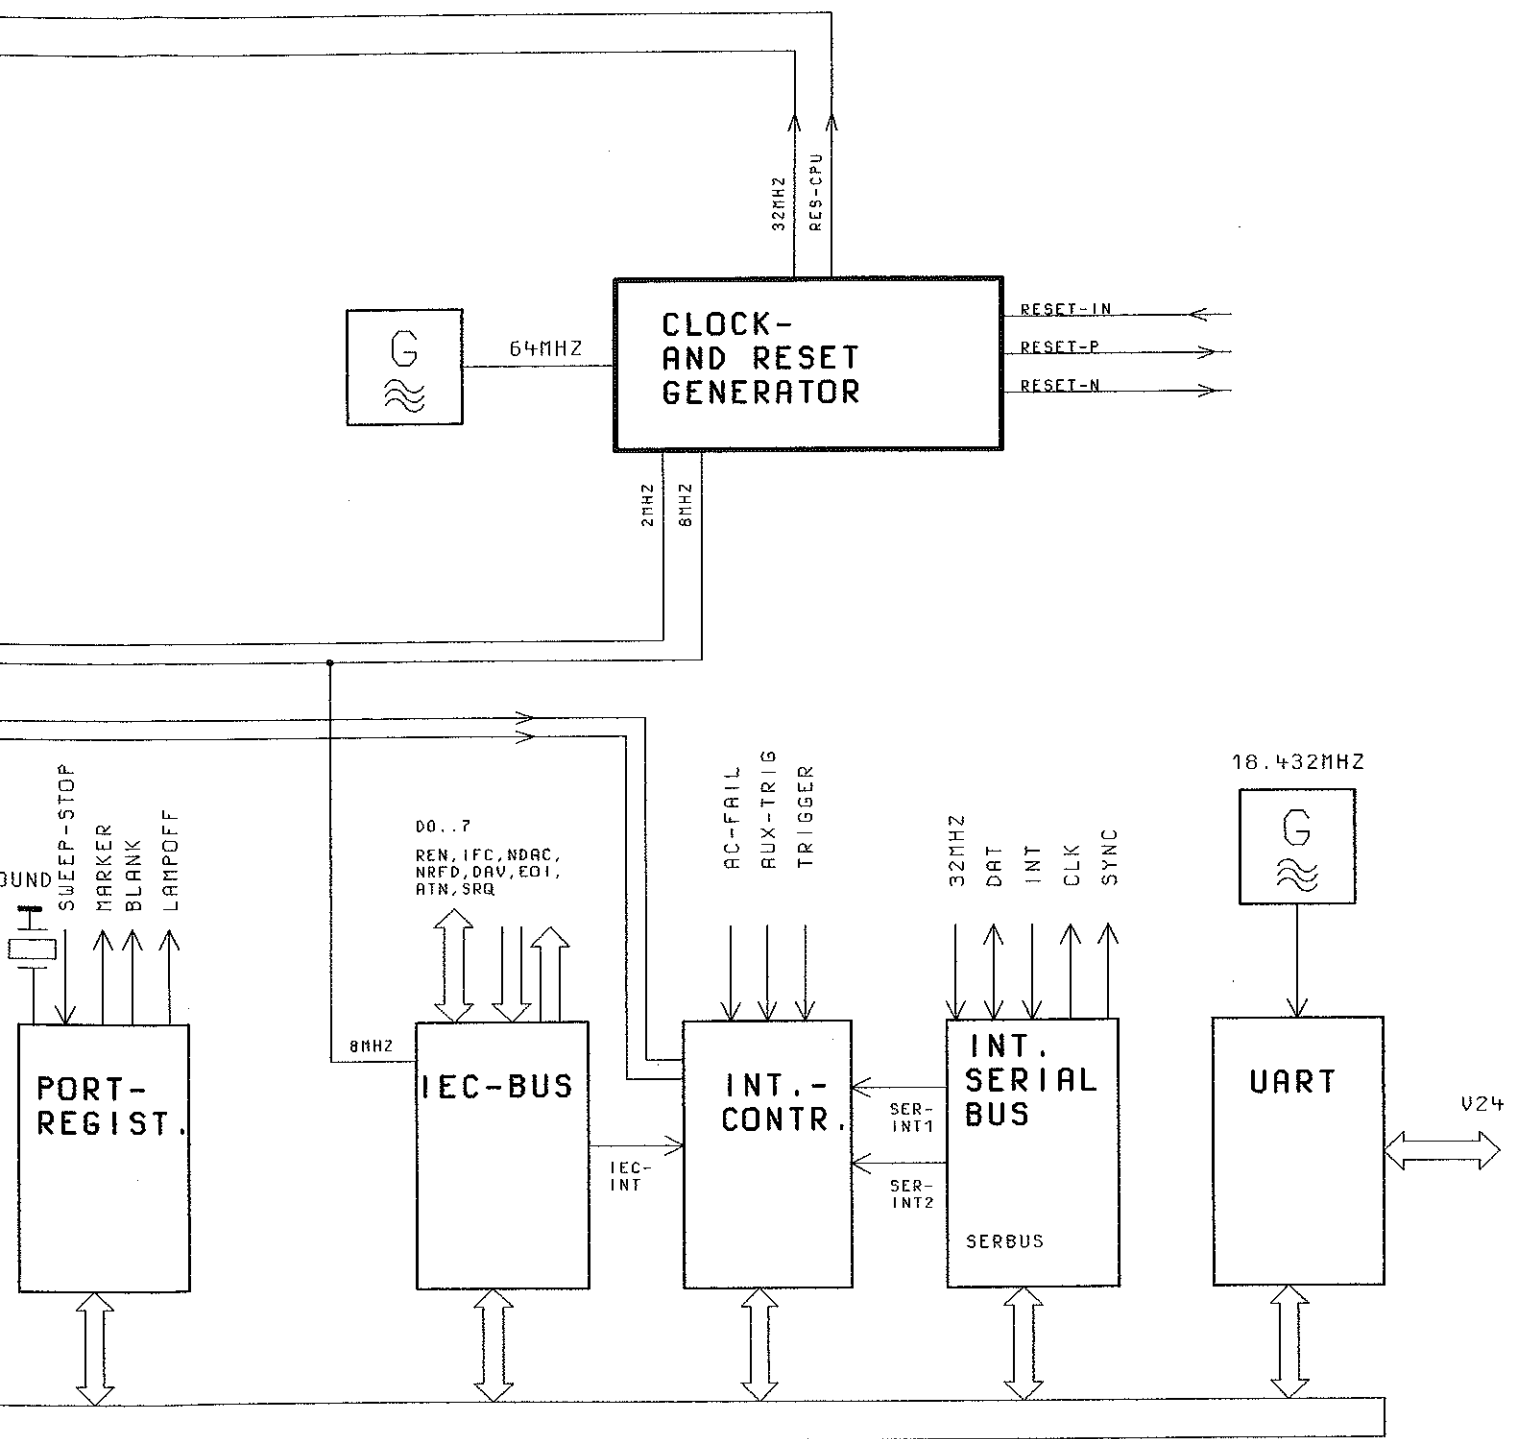 32MHZ
RES-CPU
G
64MHZ
CLOCK-
AND RESET
GENERATOR
RESET-IN
RESET-P
RESET-N
2MHZ
8MHZ
SWEEP-STOP
MARKER
BLANK
LAMPOFF
D0..7
REN,IFC,NDAC,
NRFD,DAV,EOI,
ATN,SRQ
AC-FAIL
AUX-TRIG
TRIGGER
32MHZ
DAT
INT
CLK
SYNC
18.432MHZ
G
PORT-
REGIST.
8MHZ
IEC-BUS
IEC-
INT
INT.-
CONTR.
SER-
INT1
SER-
INT2
INT.
SERIAL
BUS
SERBUS
UART
V24